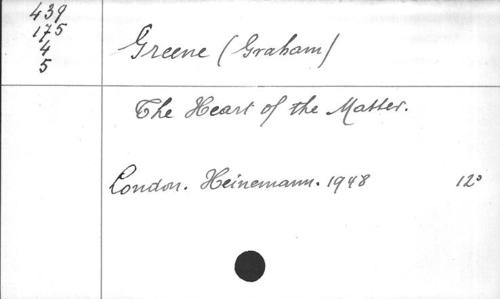 439
175
4
5
Greene (Graham)
The Heart of the Matter.
London. Heinemann. 1948 12°